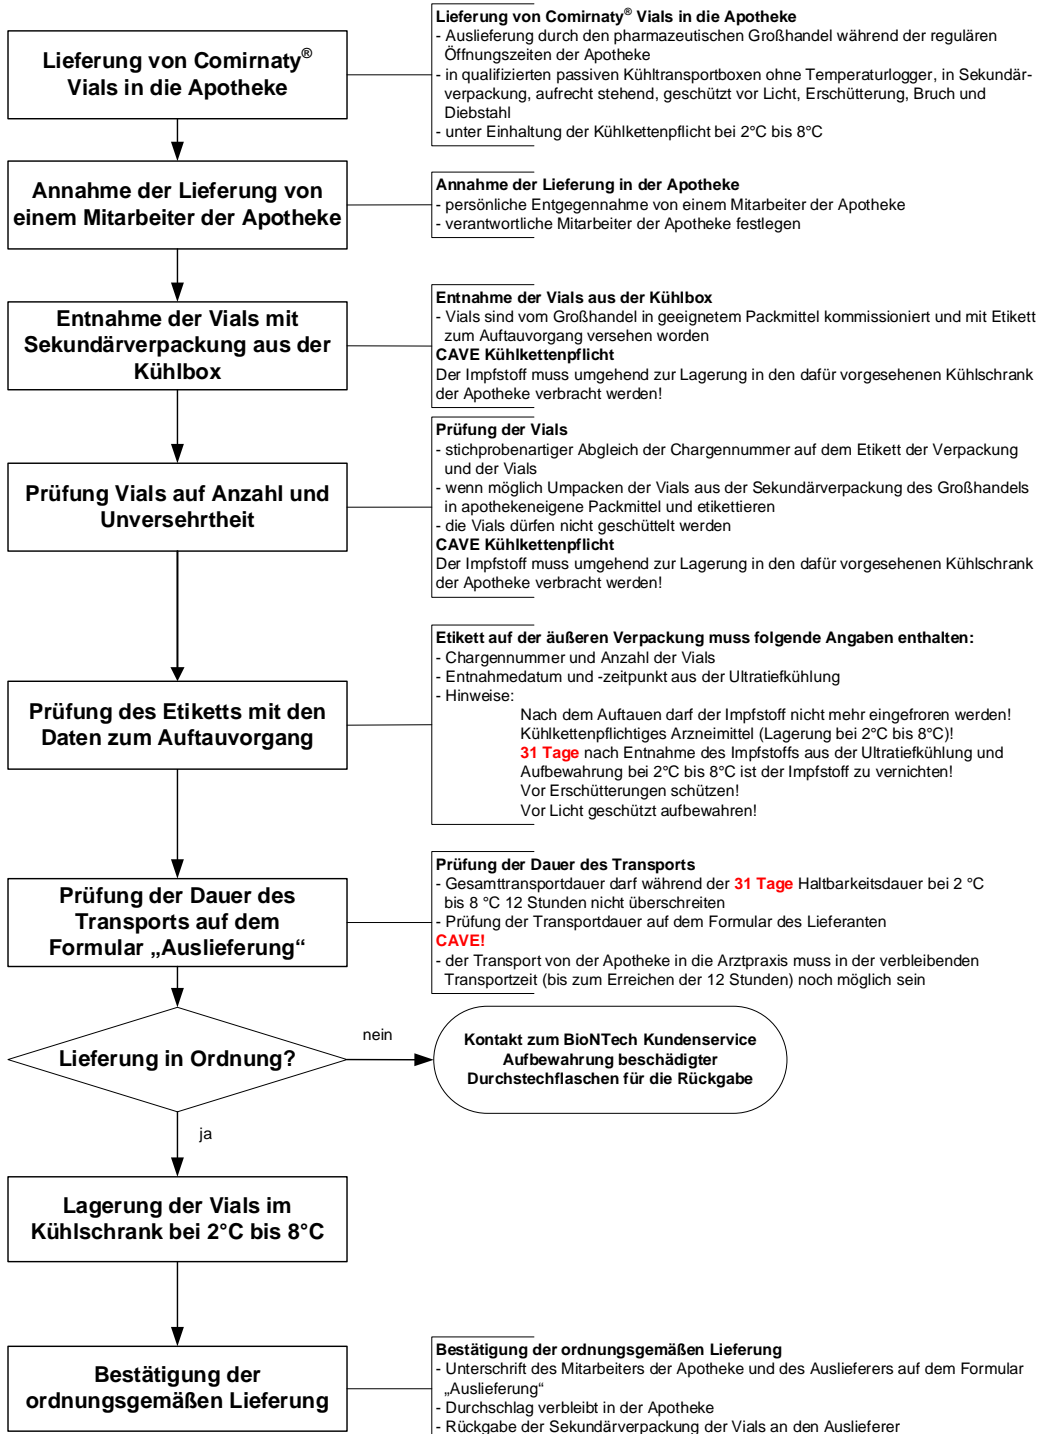 Lieferung von Comirnaty®
Vials in die Apotheke
Lieferung von Comirnaty® Vials in die Apotheke
- Auslieferung durch den pharmazeutischen Großhandel während der regulären
Öffnungszeiten der Apotheke
- in qualifizierten passiven Kühltransportboxen ohne Temperaturlogger, in Sekundär-
verpackung, aufrecht stehend, geschützt vor Licht, Erschütterung, Bruch und
Diebstahl
- unter Einhaltung der Kühlkettenpflicht bei 2°C bis 8°C
Annahme der Lieferung von
einem Mitarbeiter der Apotheke
Annahme der Lieferung in der Apotheke
- persönliche Entgegennahme von einem Mitarbeiter der Apotheke
- verantwortliche Mitarbeiter der Apotheke festlegen
Entnahme der Vials mit
Sekundärverpackung aus der
Kühlbox
Entnahme der Vials aus der Kühlbox
- Vials sind vom Großhandel in geeignetem Packmittel kommissioniert und mit Etikett
zum Auftauvorgang versehen worden
CAVE Kühlkettenpflicht
Der Impfstoff muss umgehend zur Lagerung in den dafür vorgesehenen Kühlschrank
der Apotheke verbracht werden!
Prüfung Vials auf Anzahl und
Unversehrtheit
Prüfung der Vials
- stichprobenartiger Abgleich der Chargennummer auf dem Etikett der Verpackung
und der Vials
- wenn möglich Umpacken der Vials aus der Sekundärverpackung des Großhandels
in apothekeneigene Packmittel und etikettieren
- die Vials dürfen nicht geschüttelt werden
CAVE Kühlkettenpflicht
Der Impfstoff muss umgehend zur Lagerung in den dafür vorgesehenen Kühlschrank
der Apotheke verbracht werden!
Prüfung des Etiketts mit den
Daten zum Auftauvorgang
Etikett auf der äußeren Verpackung muss folgende Angaben enthalten:
- Chargennummer und Anzahl der Vials
- Entnahmedatum und -zeitpunkt aus der Ultratiefkühlung
- Hinweise:
Nach dem Auftauen darf der Impfstoff nicht mehr eingefroren werden!
Kühlkettenpflichtiges Arzneimittel (Lagerung bei 2°C bis 8°C)!
31 Tage nach Entnahme des Impfstoffs aus der Ultratiefkühlung und
Aufbewahrung bei 2°C bis 8°C ist der Impfstoff zu vernichten!
Vor Erschütterungen schützen!
Vor Licht geschützt aufbewahren!
Prüfung der Dauer des
Transports auf dem
Formular „Auslieferung“
Prüfung der Dauer des Transports
- Gesamttransportdauer darf während der 31 Tage Haltbarkeitsdauer bei 2 °C
bis 8 °C 12 Stunden nicht überschreiten
- Prüfung der Transportdauer auf dem Formular des Lieferanten
CAVE!
- der Transport von der Apotheke in die Arztpraxis muss in der verbleibenden
Transportzeit (bis zum Erreichen der 12 Stunden) noch möglich sein
Lieferung in Ordnung?
nein
Kontakt zum BioNTech Kundenservice
Aufbewahrung beschädigter
Durchstechflaschen für die Rückgabe
ja
Lagerung der Vials im
Kühlschrank bei 2°C bis 8°C
Bestätigung der
ordnungsgemäßen Lieferung
Bestätigung der ordnungsgemäßen Lieferung
- Unterschrift des Mitarbeiters der Apotheke und des Auslieferers auf dem Formular
„Auslieferung“
- Durchschlag verbleibt in der Apotheke
- Rückgabe der Sekundärverpackung der Vials an den Auslieferer